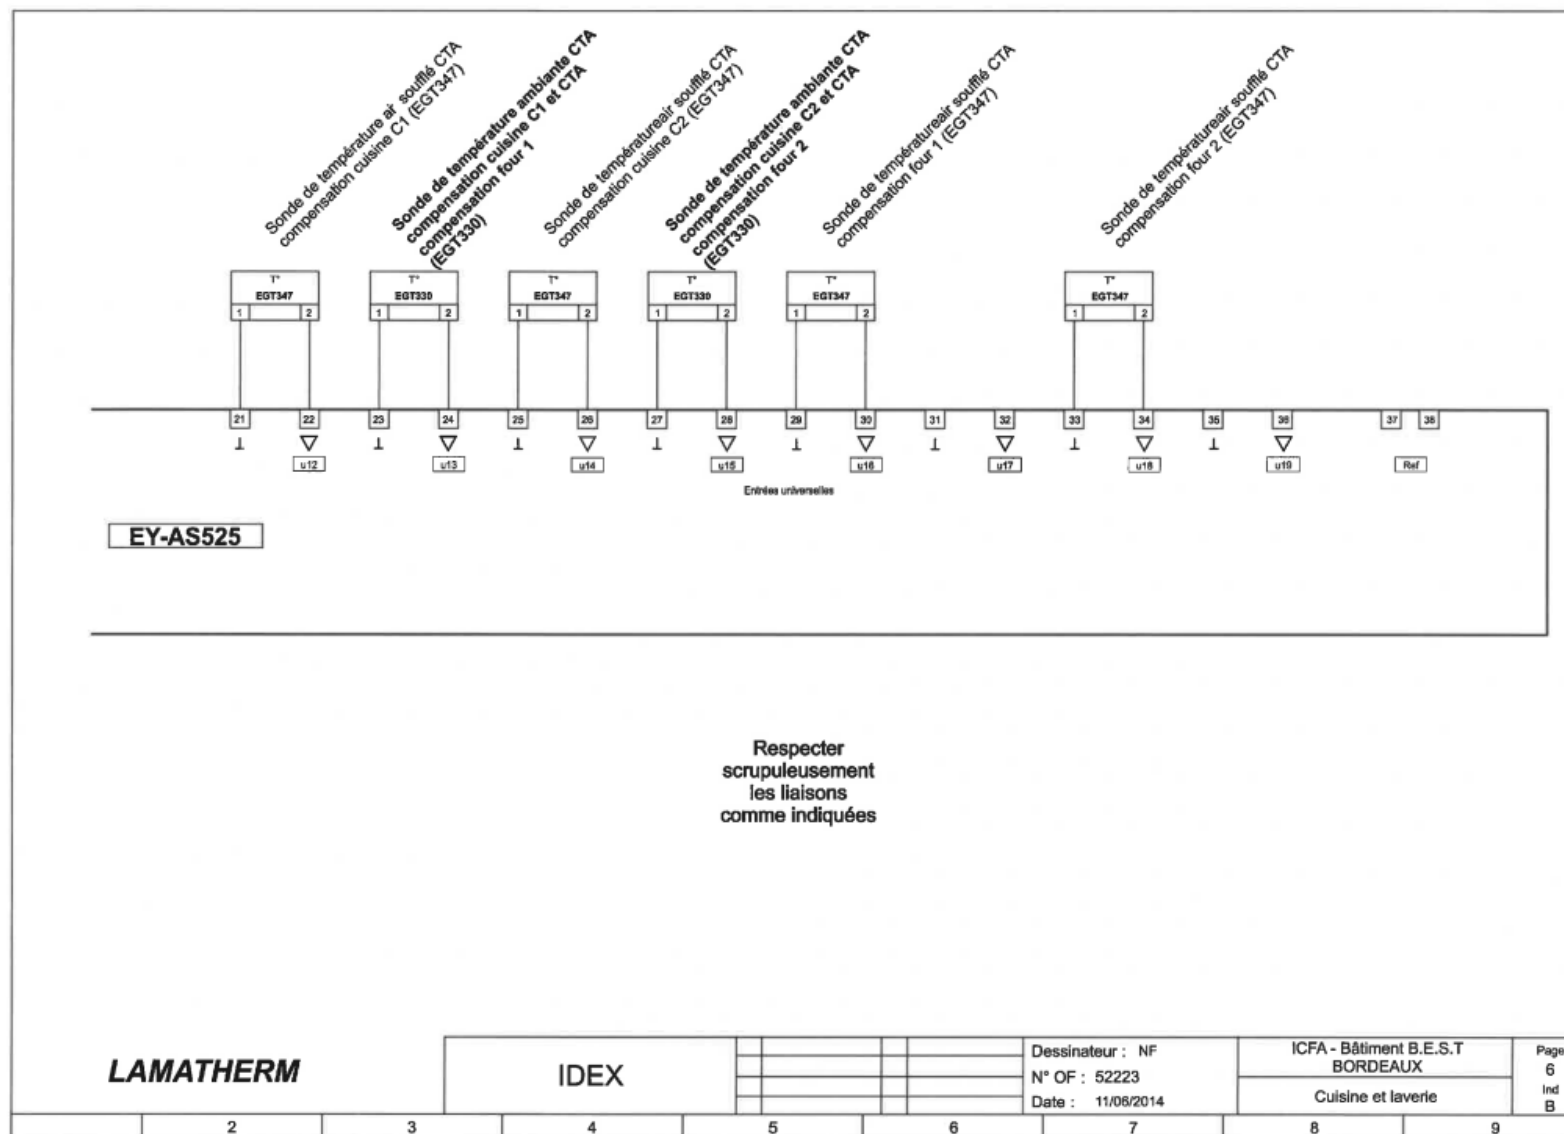 Sonde de température air soufflé CTA
compensation cuisine C1 (EGT347)
Sonde de température ambiante CTA
compensation cuisine C1 et CTA
compensation four 1
(EGT330)
Sonde de températureair soufflé CTA
compensation cuisine C2 (EGT347)
Sonde de température ambiante CTA
compensation cuisine C2 et CTA
compensation four 2
(EGT330)
Sonde de températureair soufflé CTA
compensation four 1 (EGT347)
Sonde de températureair soufflé CTA
compensation four 2 (EGT347)
T° T° T° T° T° T°
EGT347 EGT330 EGT347 EGT330 EGT347 EGT347
1 2 1 2 1 2 1 2 1 2 1 2
21 22 23 24 25 26 27 28 29 30 31 32 33 34 35 36 37 38
u12 u13 u14 u15 u16 u17 u18 u19 Ref
Entrées universelles
EY-AS525
Respecter
scrupuleusement
les liaisons
comme indiquées
LAMATHERM
IDEX
Dessinateur : NF
N° OF : 52223
Date : 11/06/2014
ICFA - Bâtiment B.E.S.T
BORDEAUX
Cuisine et laverie
Page
6
Ind
B
2 3 4 5 6 7 8 9